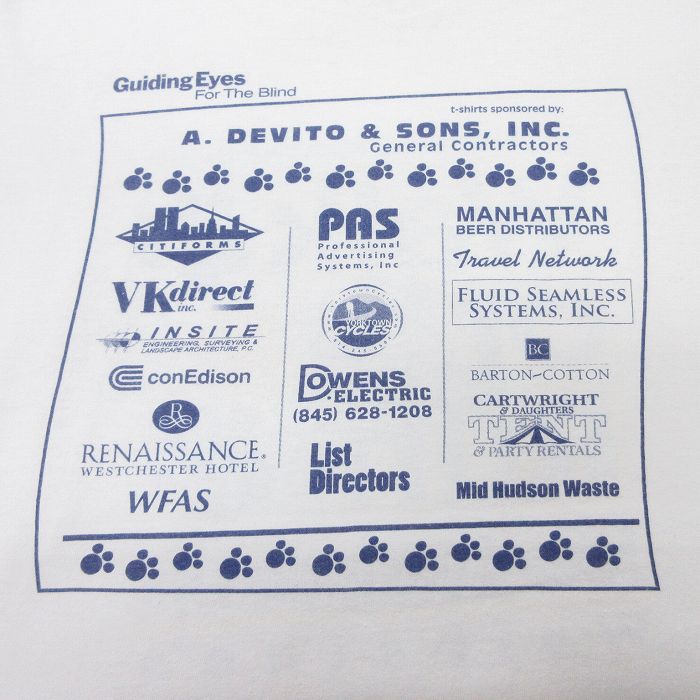 Guiding Eyes
For The Blind
t-shirts sponsored by:
A. DEVITO & SONS, INC.
General Contractors
CITIFORMS
VKdirect
inc.
INSITE
ENGINEERING, SURVEYING &
LANDSCAPE ARCHITECTURE, P.C.
conEdison
R
RENAISSANCE®
WESTCHESTER HOTEL
WFAS
PAS
Professional
Advertising
Systems, Inc
YORKTOWN
CYCLES
DOWENS
ELECTRIC
(845) 628-1208
List
Directors
MANHATTAN
BEER DISTRIBUTORS
Travel Network
FLUID SEAMLESS
SYSTEMS, INC.
BC
BARTON-COTTON
CARTWRIGHT
& DAUGHTERS
TENT
& PARTY RENTALS
Mid Hudson Waste